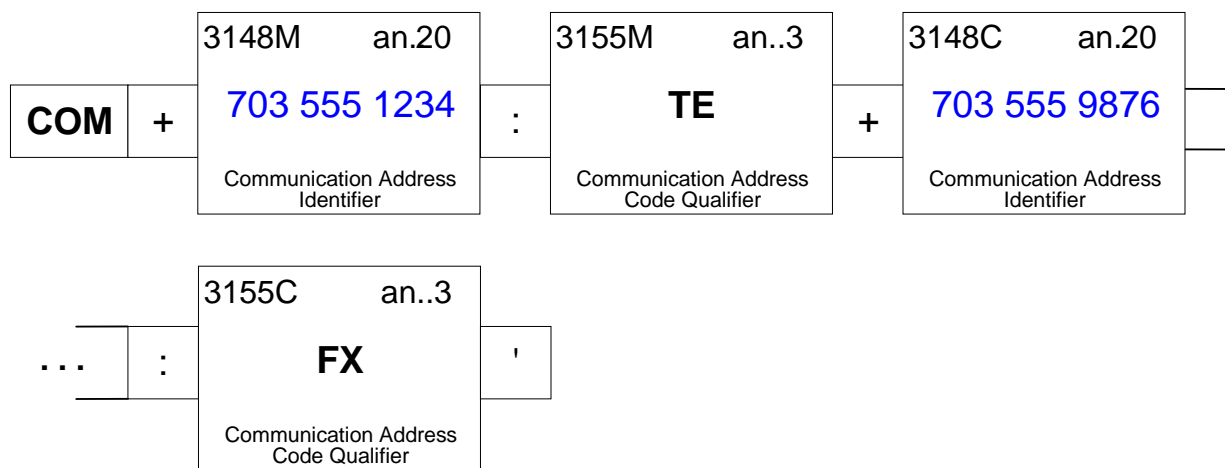 3148M an.20 3155M an..3 3148C an.20
COM + 703 555 1234 : TE + 703 555 9876
Communication Address Communication Address Communication Address
Identifier Code Qualifier Identifier
3155C an..3
... : FX '
Communication Address
Code Qualifier